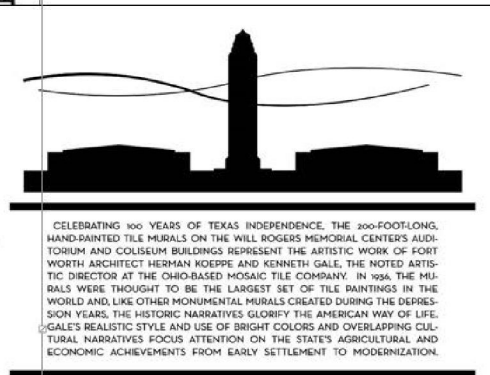 CELEBRATING 100 YEARS OF TEXAS INDEPENDENCE, THE 200-FOOT-LONG,
HAND-PAINTED TILE MURALS ON THE WILL ROGERS MEMORIAL CENTER'S AUDI-
TORIUM AND COLISEUM BUILDINGS REPRESENT THE ARTISTIC WORK OF FORT
WORTH ARCHITECT HERMAN KOEPPE AND KENNETH GALE, THE NOTED ARTIS-
TIC DIRECTOR AT THE OHIO-BASED MOSAIC TILE COMPANY. IN 1936, THE MU-
RALS WERE THOUGHT TO BE THE LARGEST SET OF TILE PAINTINGS IN THE
WORLD AND, LIKE OTHER MONUMENTAL MURALS CREATED DURING THE DEPRES-
SION YEARS, THE HISTORIC NARRATIVES GLORIFY THE AMERICAN WAY OF LIFE.
GALE'S REALISTIC STYLE AND USE OF BRIGHT COLORS AND OVERLAPPING CUL-
TURAL NARRATIVES FOCUS ATTENTION ON THE STATE'S AGRICULTURAL AND
ECONOMIC ACHIEVEMENTS FROM EARLY SETTLEMENT TO MODERNIZATION.